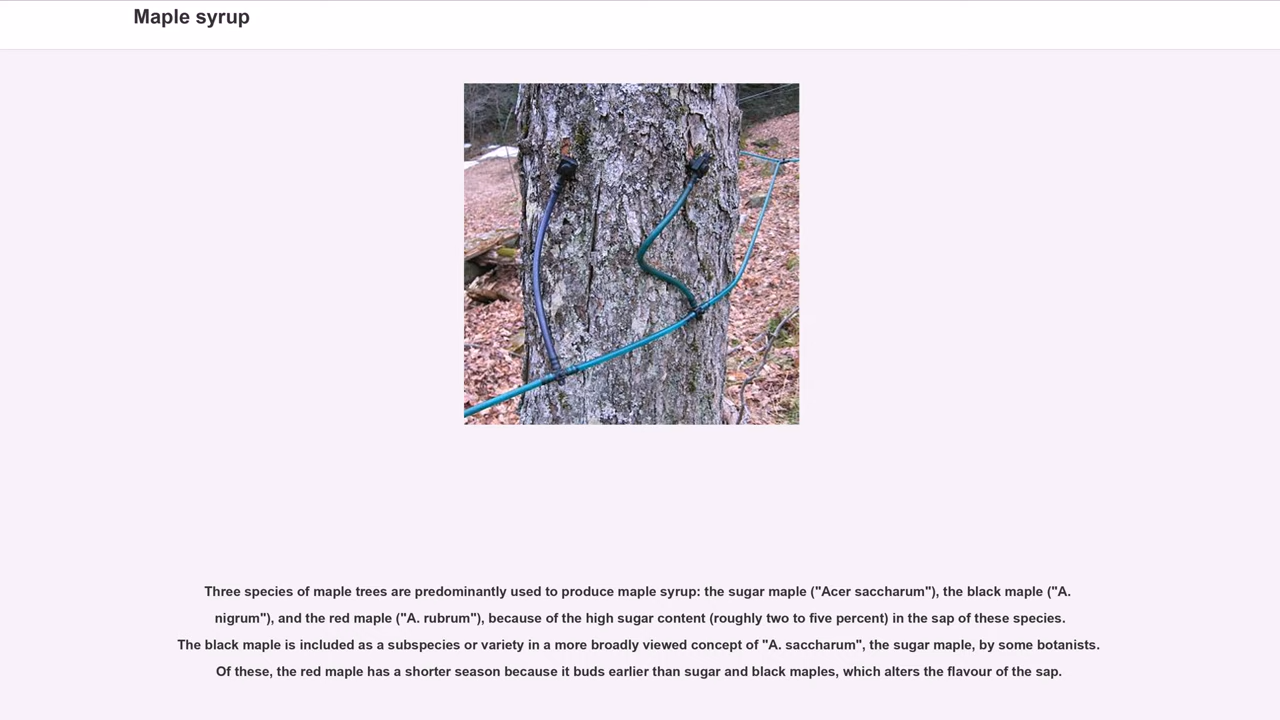 Maple syrup
Three species of maple trees are predominantly used to produce maple syrup: the sugar maple ("Acer saccharum"), the black maple ("A.
nigrum"), and the red maple ("A. rubrum"), because of the high sugar content (roughly two to five percent) in the sap of these species.
The black maple is included as a subspecies or variety in a more broadly viewed concept of "A. saccharum", the sugar maple, by some botanists.
Of these, the red maple has a shorter season because it buds earlier than sugar and black maples, which alters the flavour of the sap.